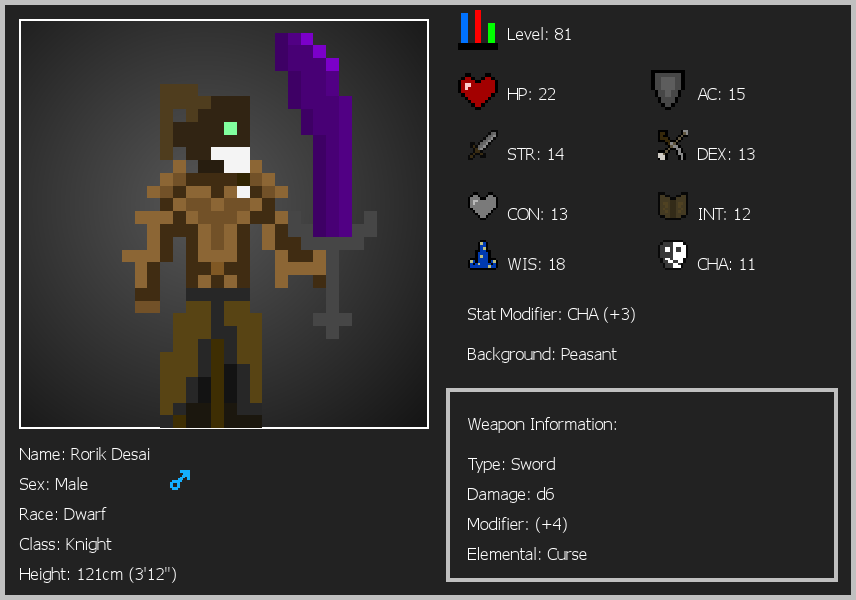 Level: 81
HP: 22
AC: 15
STR: 14
DEX: 13
CON: 13
INT: 12
WIS: 18
CHA: 11
Stat Modifier: CHA (+3)
Background: Peasant
Weapon Information:
Type: Sword
Damage: d6
Modifier: (+4)
Elemental: Curse
Name: Rorik Desai
Sex: Male
Race: Dwarf
Class: Knight
Height: 121cm (3'12")